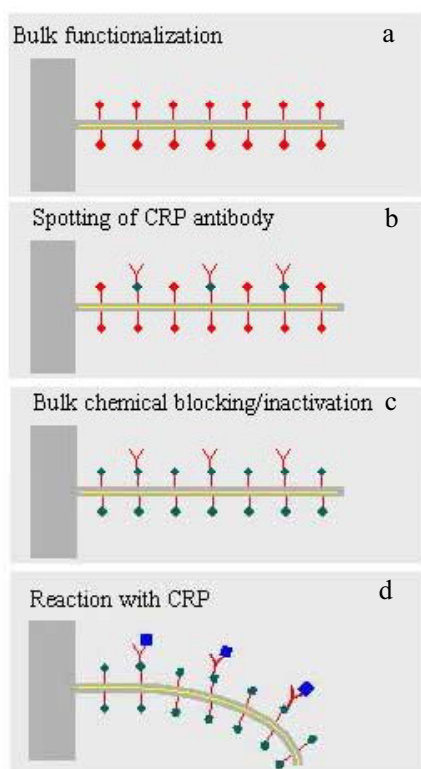 Bulk functionalization a
Spotting of CRP antibody b
Bulk chemical blocking/inactivation c
Reaction with CRP d